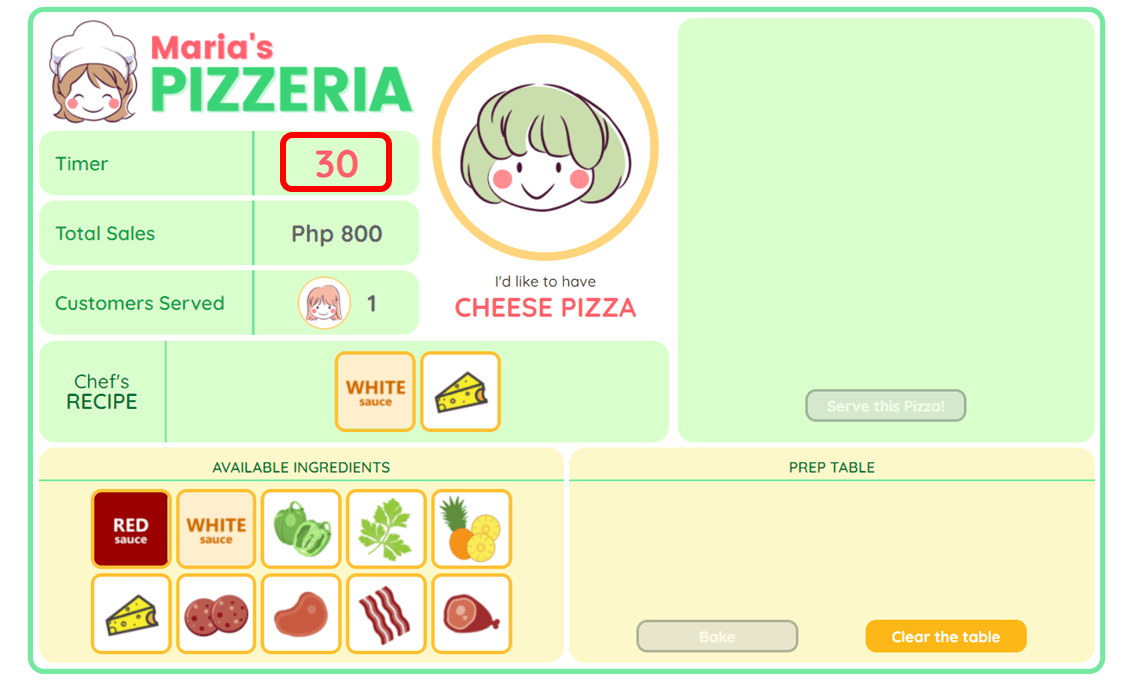 Maria's
PIZZERIA
Timer
30
Total Sales
Php 800
Customers Served
1
I'd like to have
CHEESE PIZZA
Chef's
RECIPE
WHITE
sauce
Serve this Pizza!
AVAILABLE INGREDIENTS
RED
sauce
WHITE
sauce
PREP TABLE
Bake
Clear the table